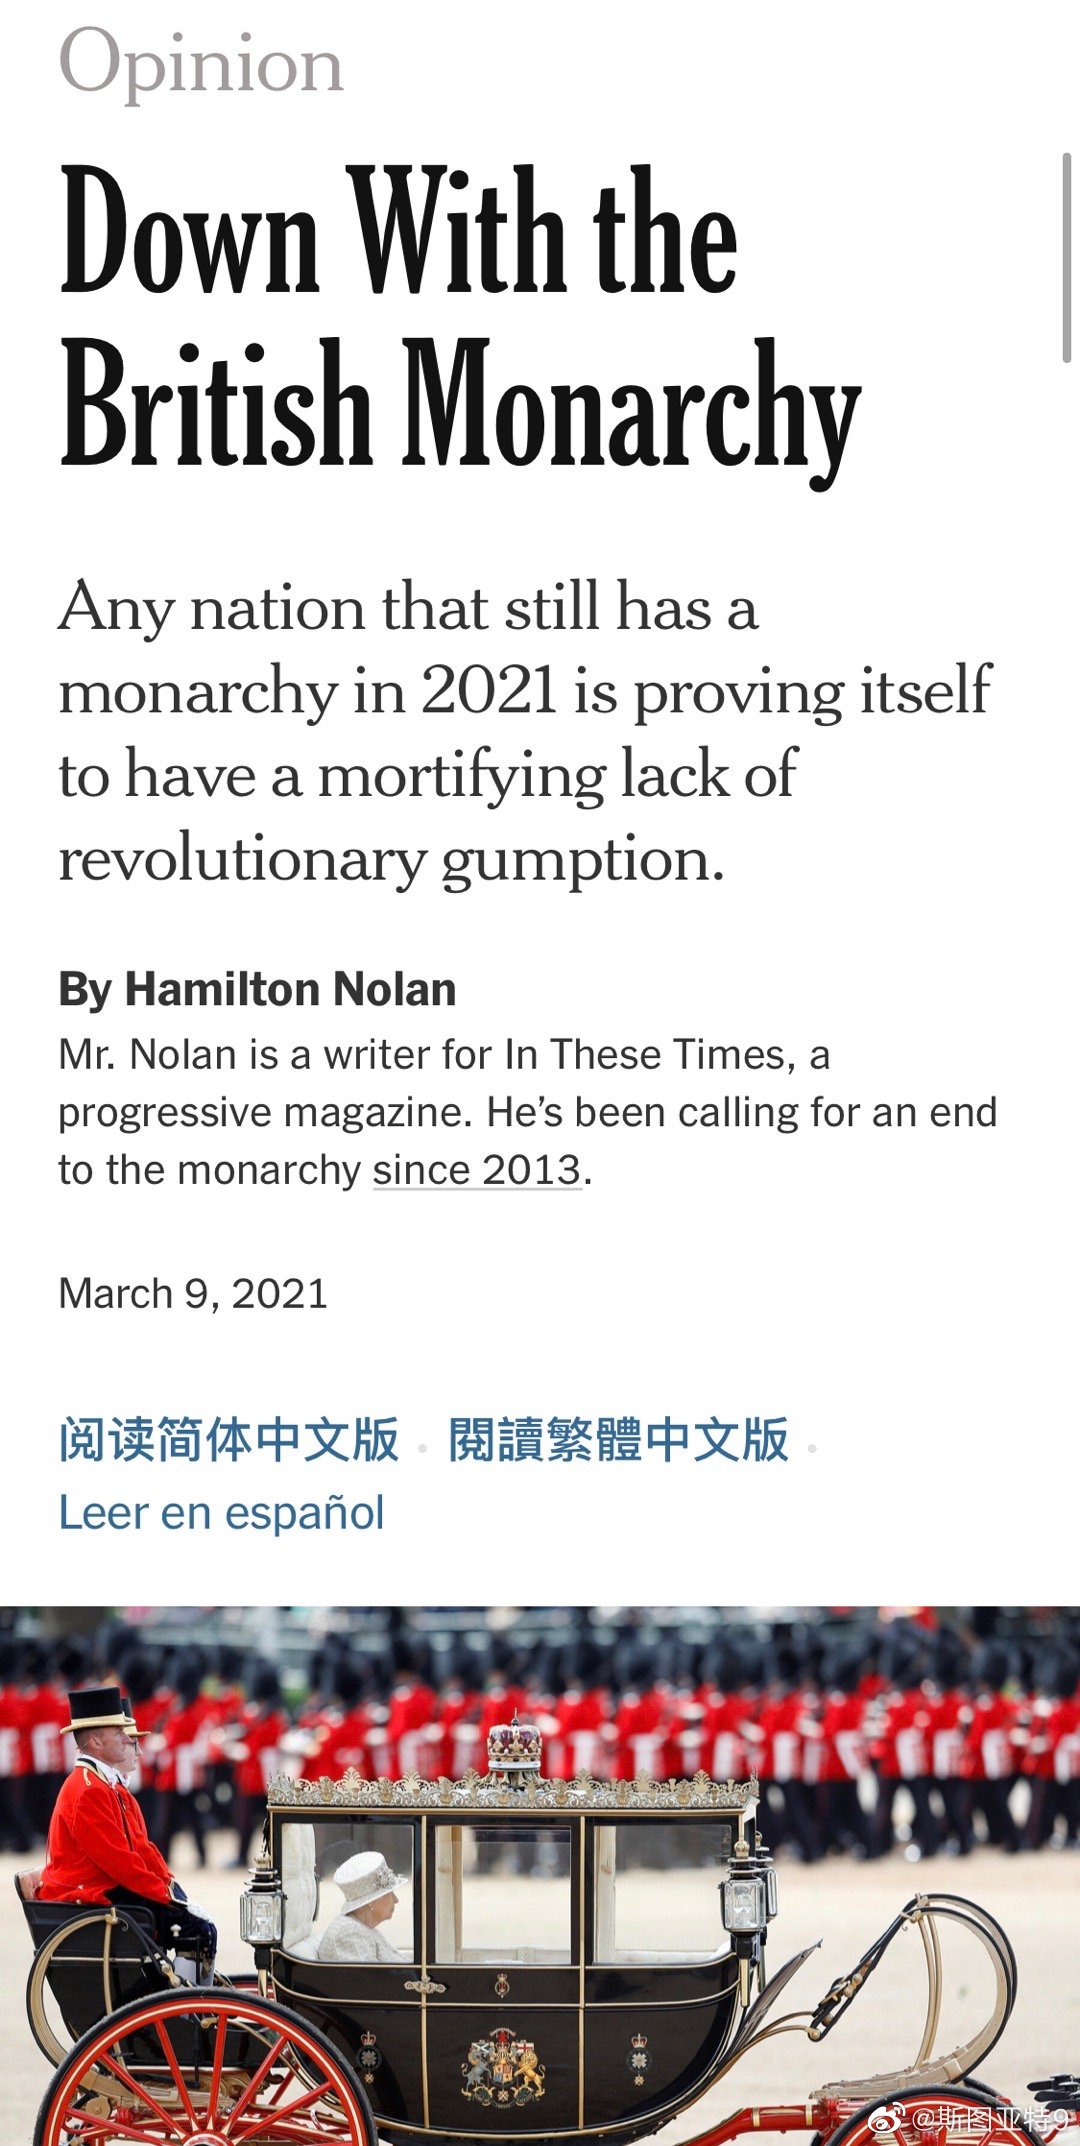 Opinion
Down With the
British Monarchy
Any nation that still has a
monarchy in 2021 is proving itself
to have a mortifying lack of
revolutionary gumption.
By Hamilton Nolan
Mr. Nolan is a writer for In These Times, a
progressive magazine. He’s been calling for an end
to the monarchy since 2013.
March 9, 2021
阅读简体中文版 · 閱讀繁體中文版 ·
Leer en español
@斯图亚特9